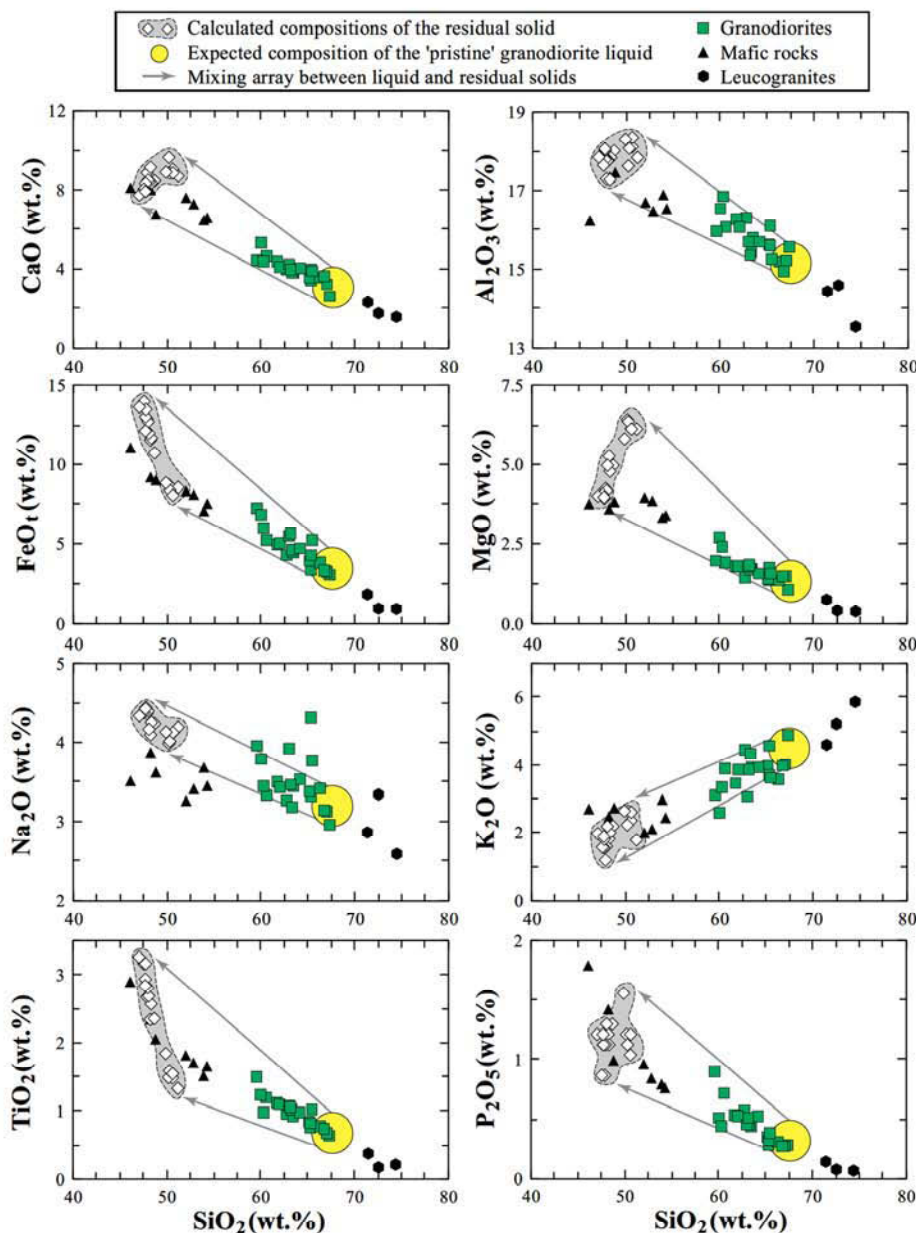 Calculated compositions of the residual solid
Expected composition of the 'pristine' granodiorite liquid
Mixing array between liquid and residual solids
Granodiorites
Mafic rocks
Leucogranites
12
8
4
0
CaO (wt.%)
40 50 60 70 80
19
17
15
13
Al2O3 (wt.%)
40 50 60 70 80
15
10
5
0
FeOt (wt.%)
40 50 60 70 80
7.5
5.0
2.5
0.0
MgO (wt.%)
40 50 60 70 80
5
4
3
2
Na2O (wt.%)
40 50 60 70 80
6
4
2
0
K2O (wt.%)
40 50 60 70 80
3
2
1
0
TiO2 (wt.%)
40 50 60 70 80
SiO2 (wt.%)
2
1
0
P2O5 (wt.%)
40 50 60 70 80
SiO2 (wt.%)